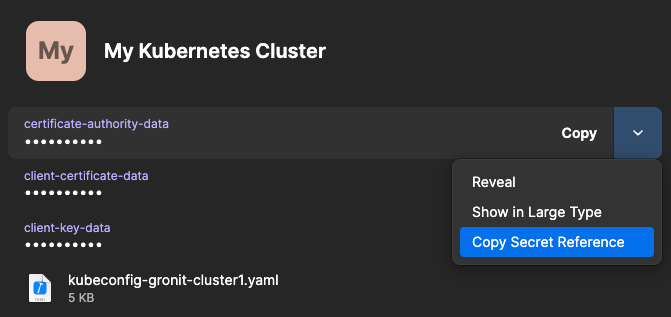 My
My Kubernetes Cluster
certificate-authority-data
••••••••••
Copy
client-certificate-data
••••••••••
Reveal
Show in Large Type
client-key-data
••••••••••
Copy Secret Reference
kubeconfig-gronit-cluster1.yaml
5 KB
YAML